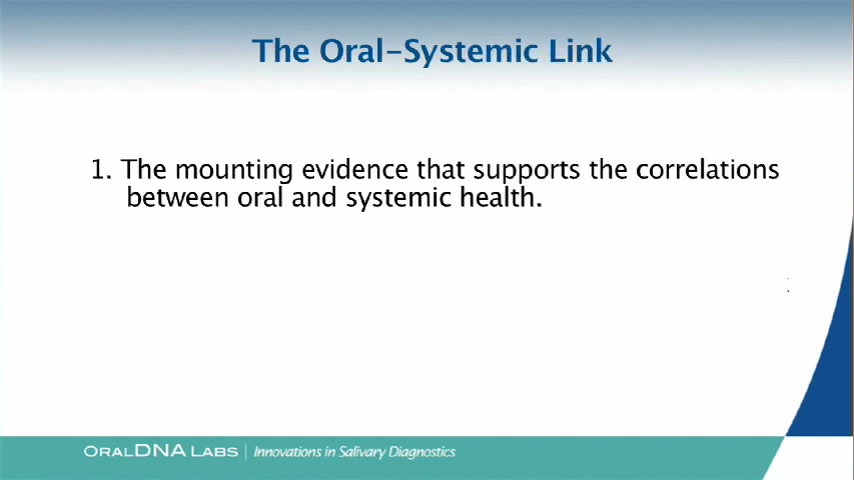 The Oral-Systemic Link
1. The mounting evidence that supports the correlations
between oral and systemic health.
ORALDNA LABS | Innovations in Salivary Diagnostics